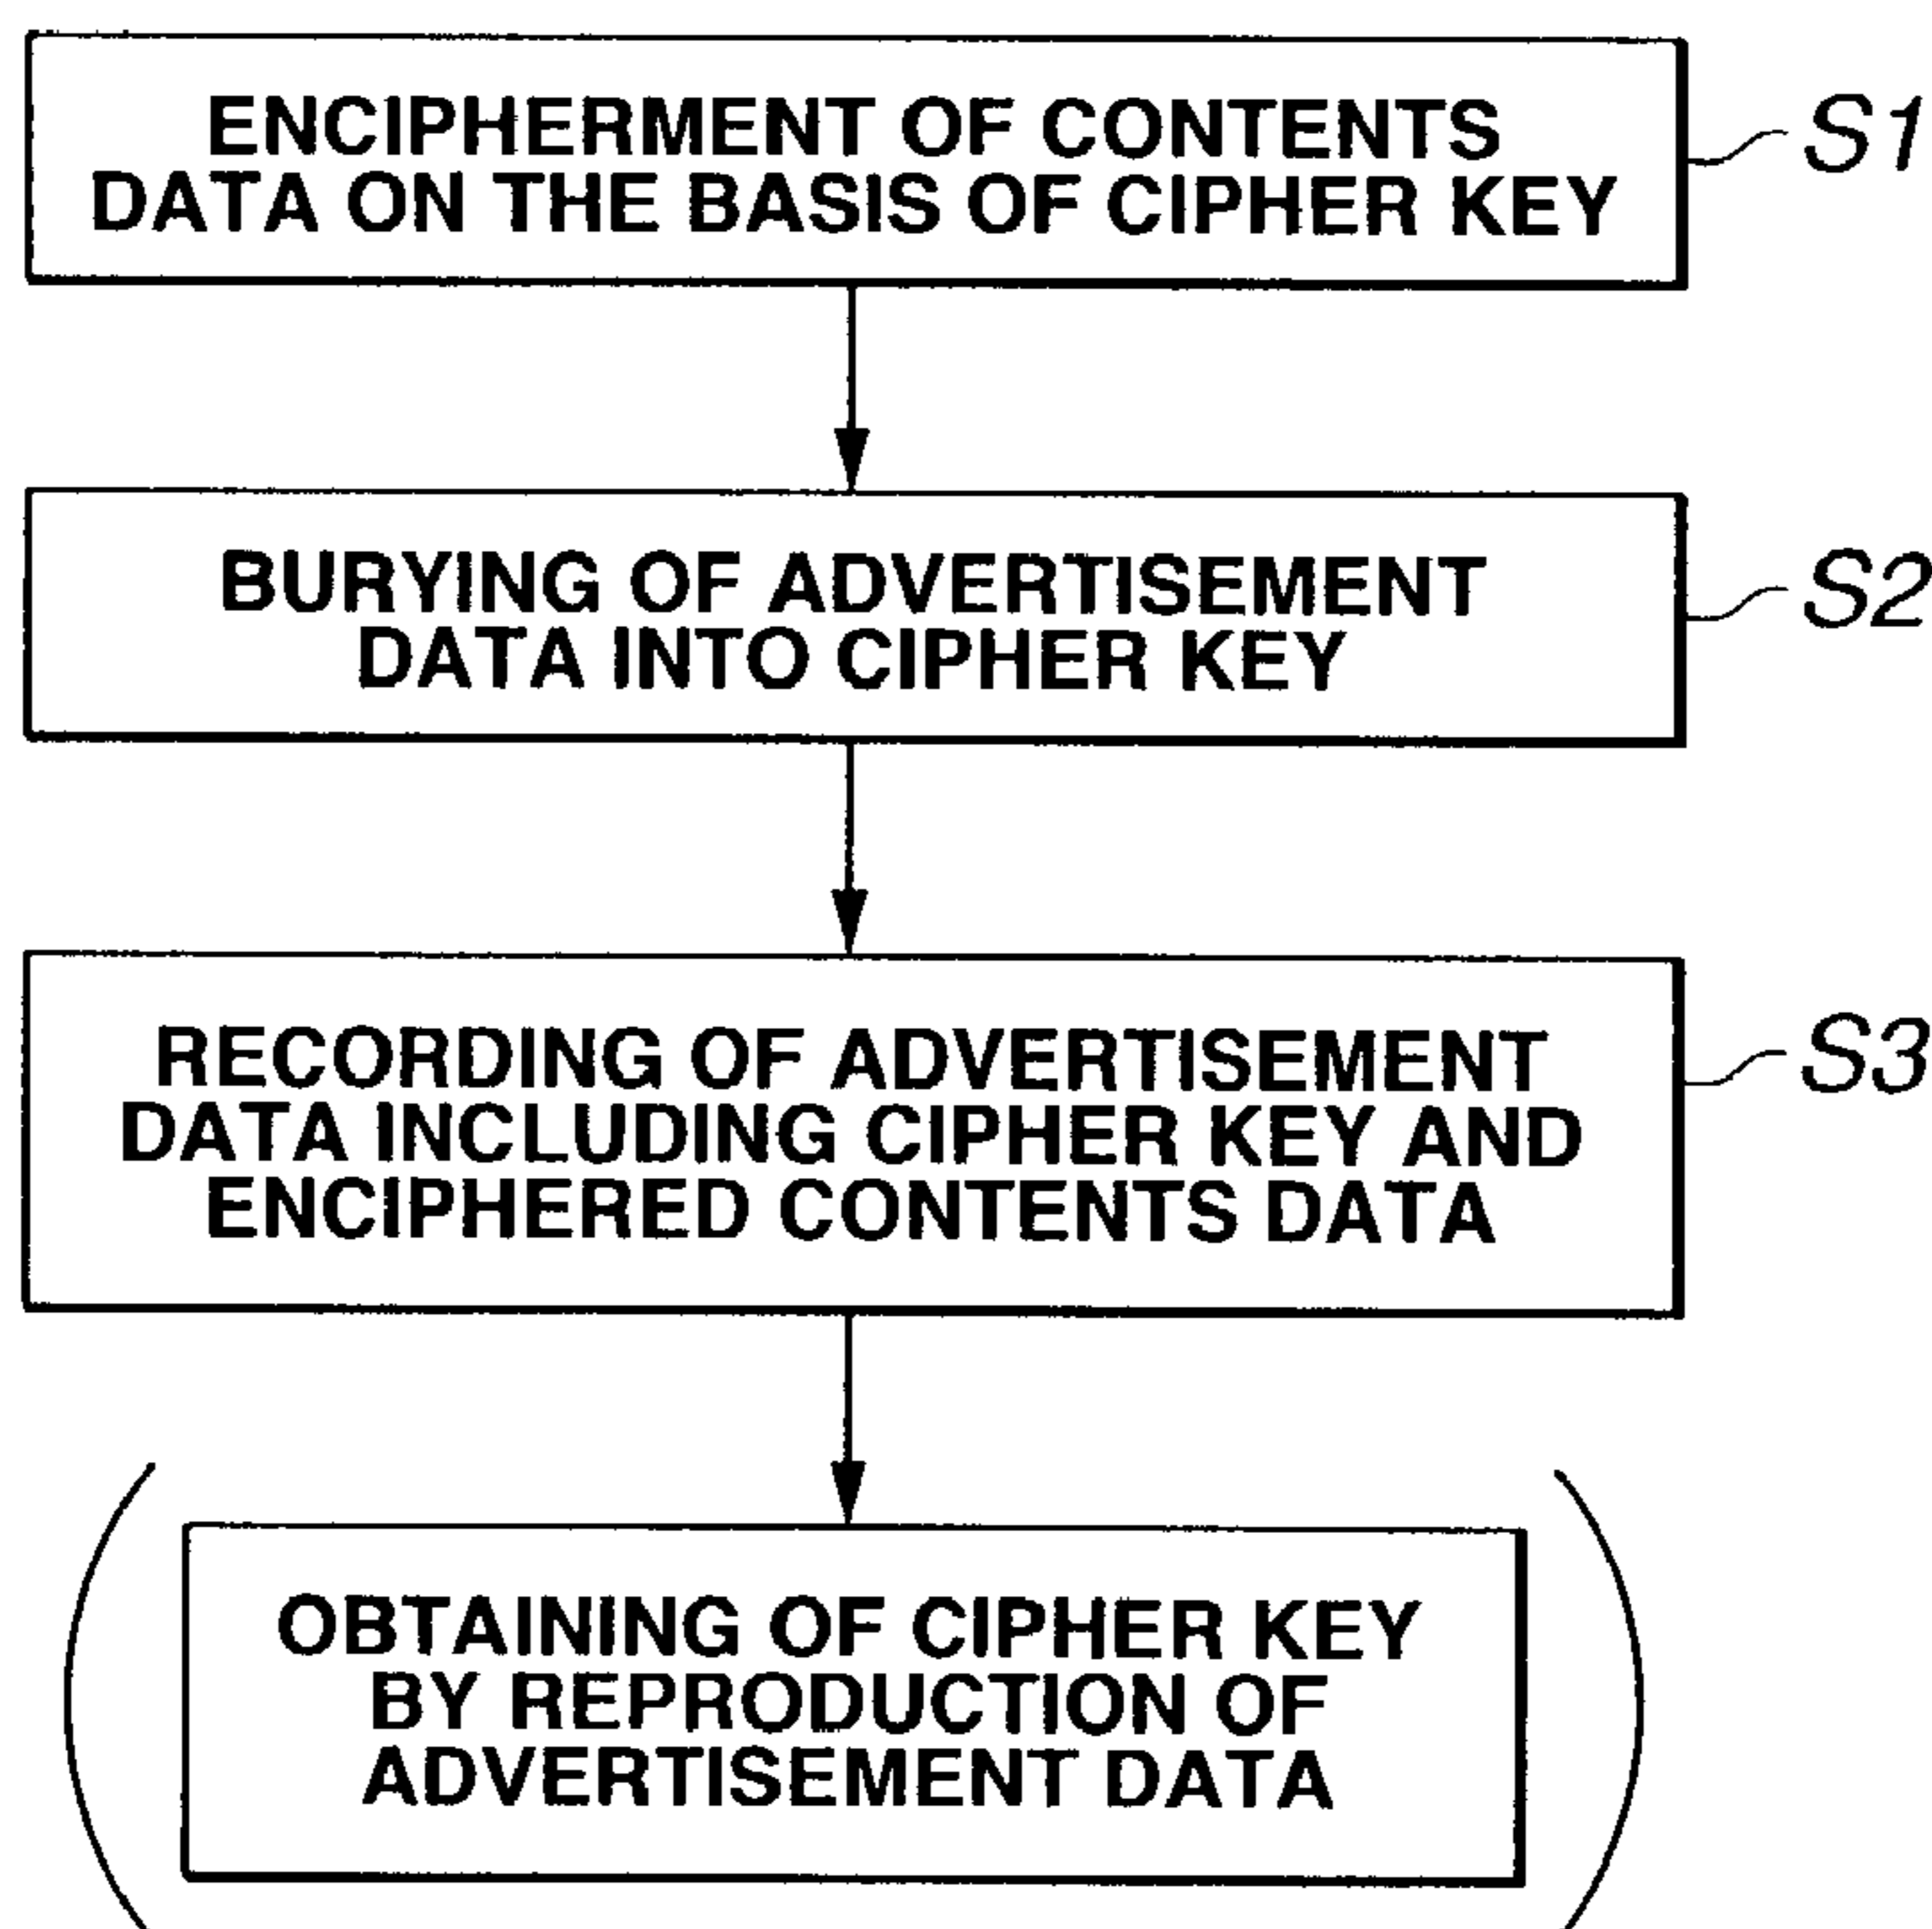 ENCIPHERMENT OF CONTENTS
DATA ON THE BASIS OF CIPHER KEY
S1
BURYING OF ADVERTISEMENT
DATA INTO CIPHER KEY
S2
RECORDING OF ADVERTISEMENT
DATA INCLUDING CIPHER KEY AND
ENCIPHERED CONTENTS DATA
S3
OBTAINING OF CIPHER KEY
BY REPRODUCTION OF
ADVERTISEMENT DATA